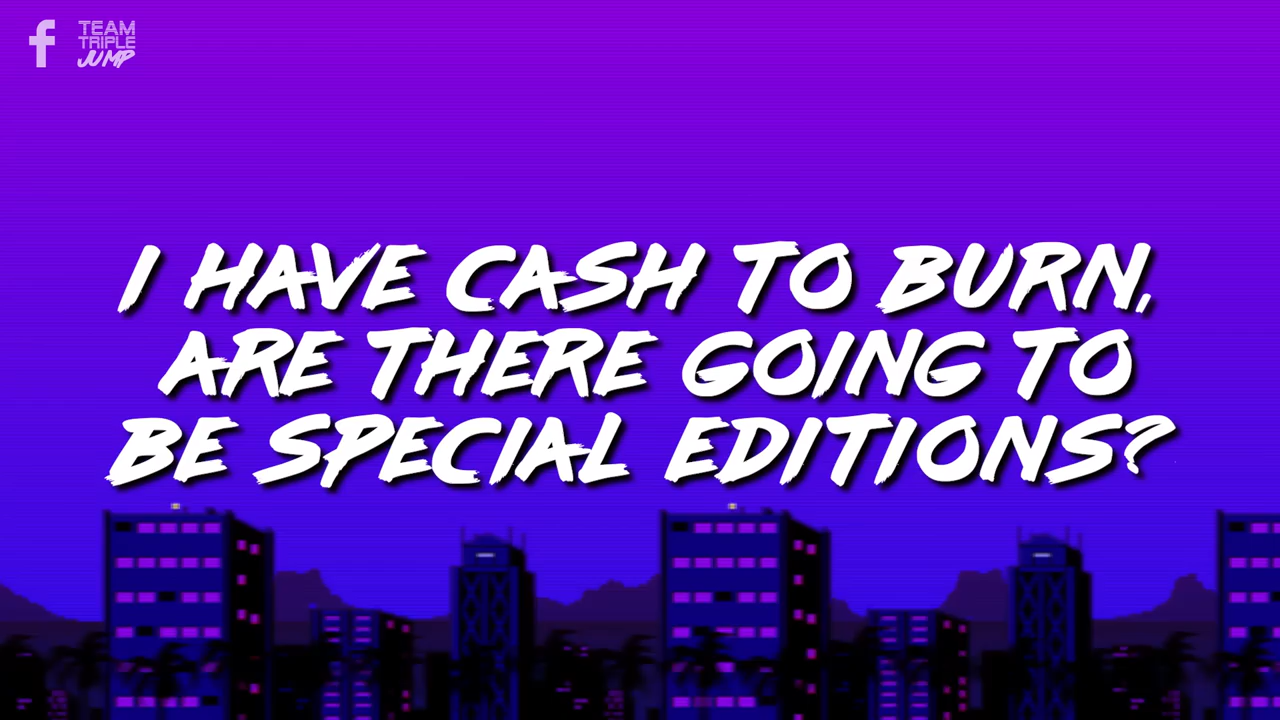 f
TEAM
TRIPLE
JUMP
I HAVE CASH TO BURN,
ARE THERE GOING TO
BE SPECIAL EDITIONS?